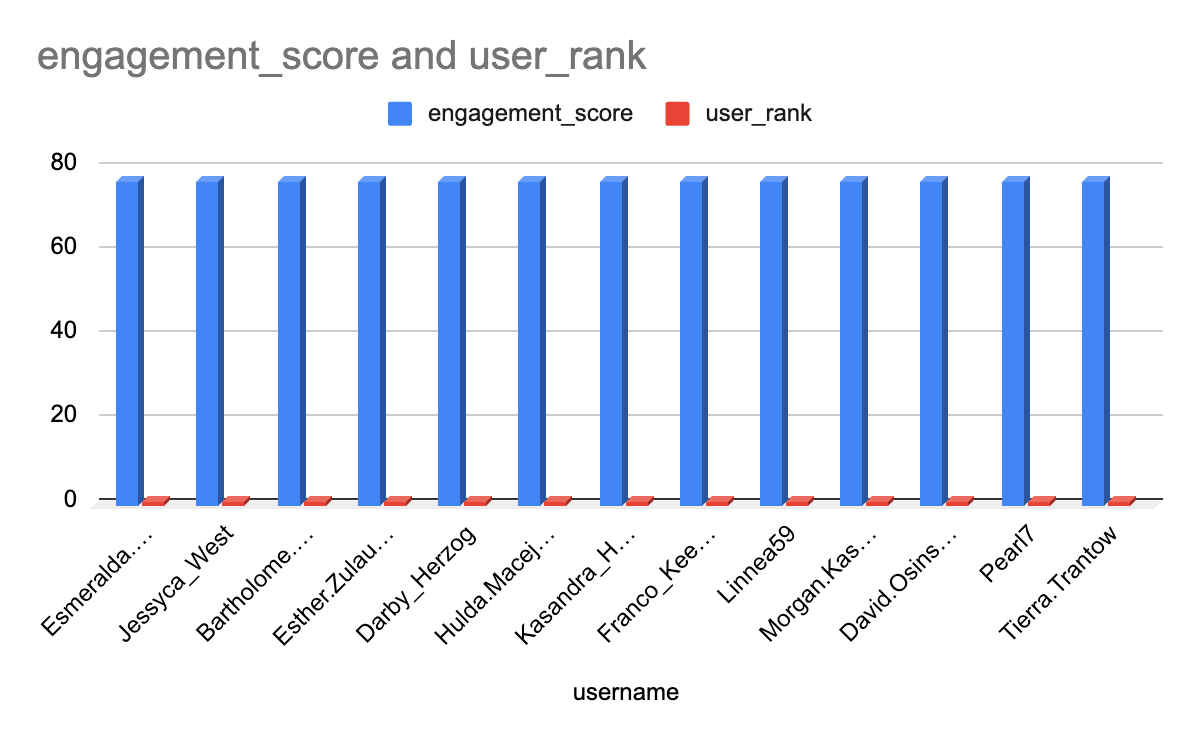 engagement_score and user_rank
engagement_score
user_rank
80
60
40
20
0
Esmeralda.…
Jessyca_West
Bartholome.…
Esther.Zulau…
Darby_Herzog
Hulda.Macej…
Kasandra_H…
Franco_Kee…
Linnea59
Morgan.Kas…
David.Osins…
Pearl7
Tierra.Trantow
username